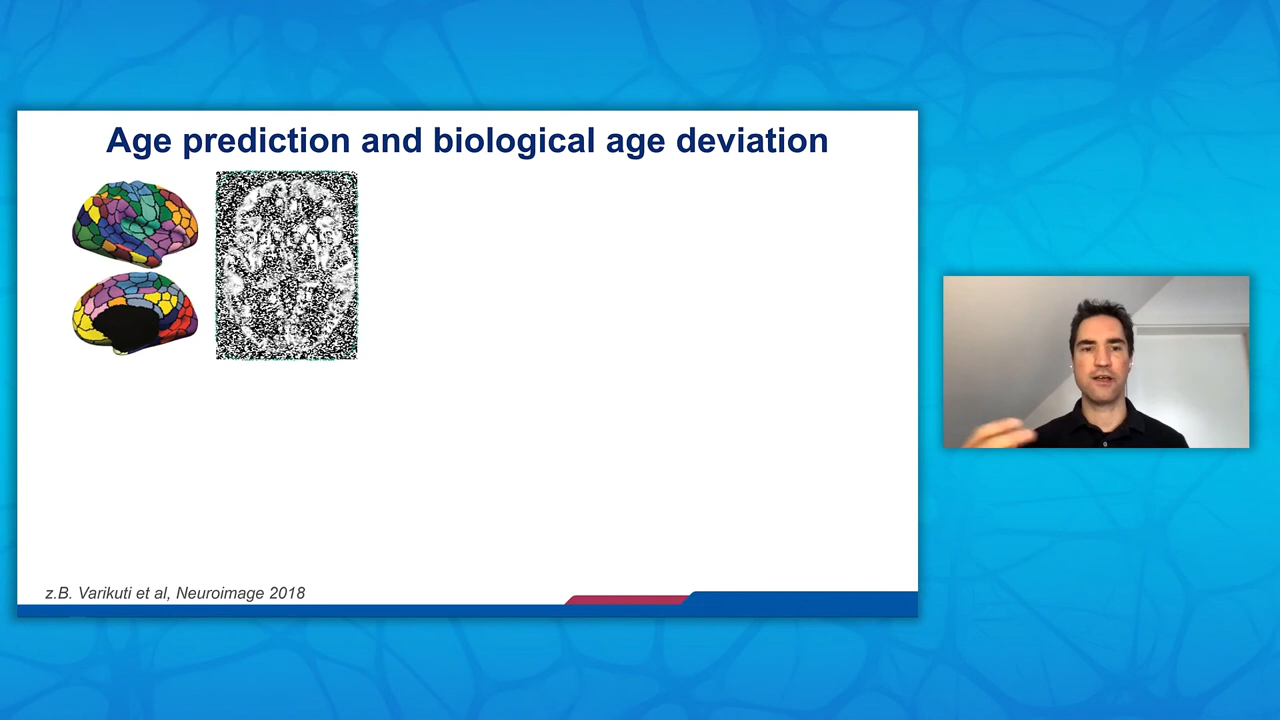 Age prediction and biological age deviation
z.B. Varikuti et al, Neuroimage 2018